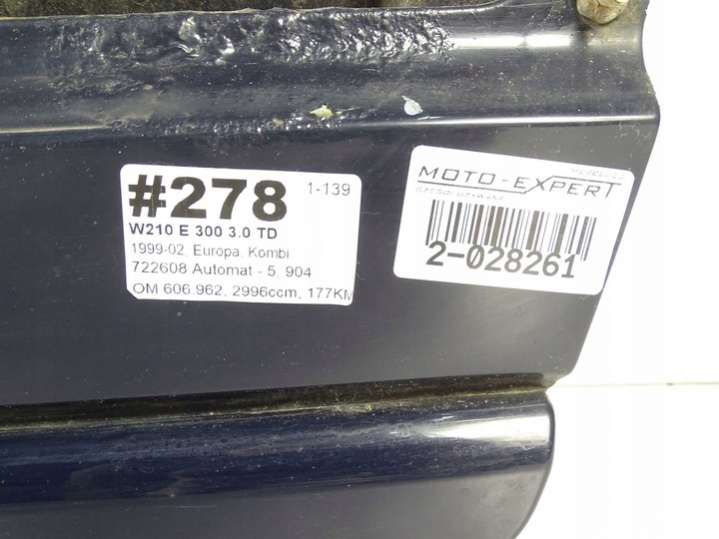 #278 1-139
W210 E 300 3.0 TD
1999-02, Europa, Kombi
722608 Automat - 5, 904
OM 606.962, 2996ccm, 177KM
MOTO-EXPERT
2-028261